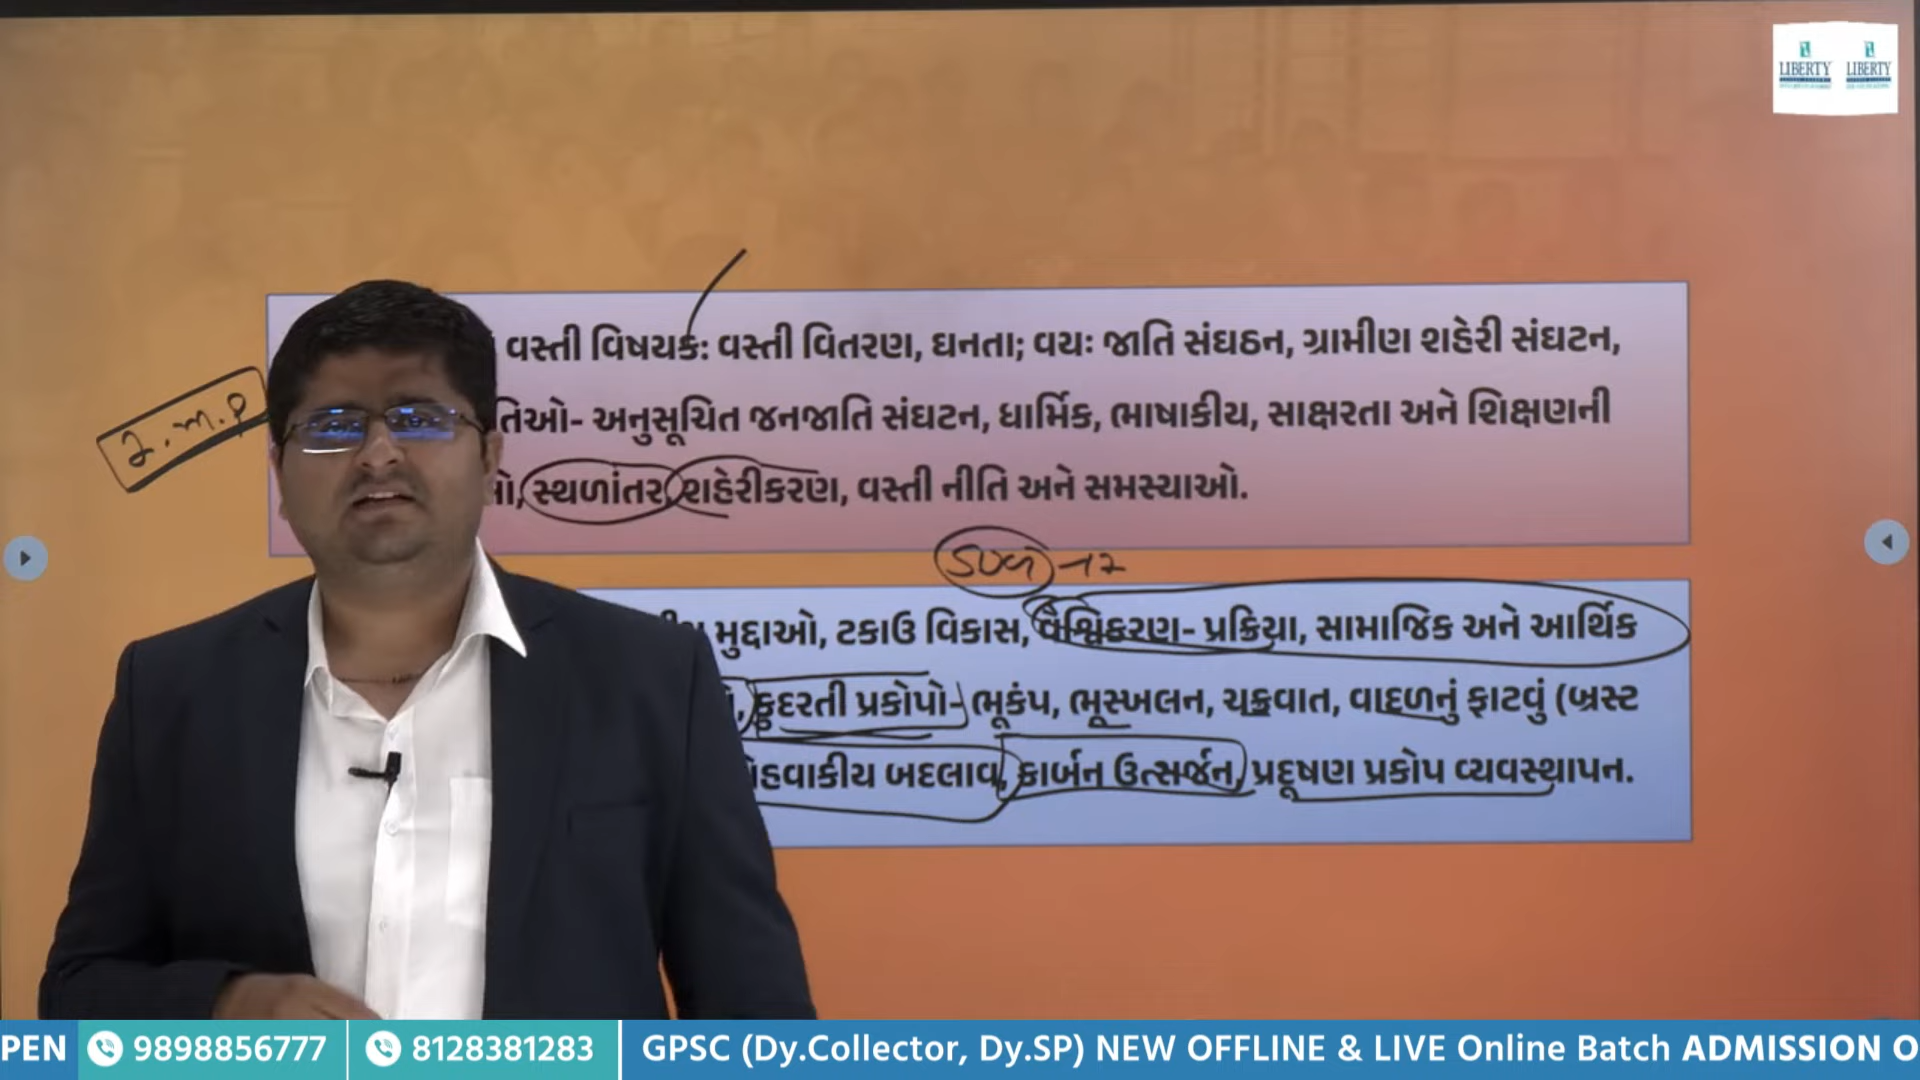 LIBERTY LIBERTY
વસ્તી વિષયક: વસ્તી વિતરણ, ઘનતા; વયઃ જાતિ સંઘઠન, ગ્રામીણ શહેરી સંઘટન,
I.M.P
તિઓ- અનુસૂચિત જનજાતિ સંઘટન, ધાર્મિક, ભાષાકીય, સાક્ષરતા અને શિક્ષણની
સ્થળાંતર, શહેરીકરણ, વસ્તી નીતિ અને સમસ્યાઓ.
મુદ્દાઓ, ટકાઉ વિકાસ, વૈશ્વિકરણ- પ્રક્રિયા, સામાજિક અને આર્થિક
કુદરતી પ્રકોપો- ભૂકંપ, ભૂસ્ખલન, ચક્રવાત, વાદળનું ફાટવું (બ્રસ્ટ
હવાકીય બદલાવ, કાર્બન ઉત્સર્જન, પ્રદૂષણ પ્રકોપ વ્યવસ્થાપન.
PEN 9898856777 8128381283 GPSC (Dy.Collector, Dy.SP) NEW OFFLINE & LIVE Online Batch ADMISSION O